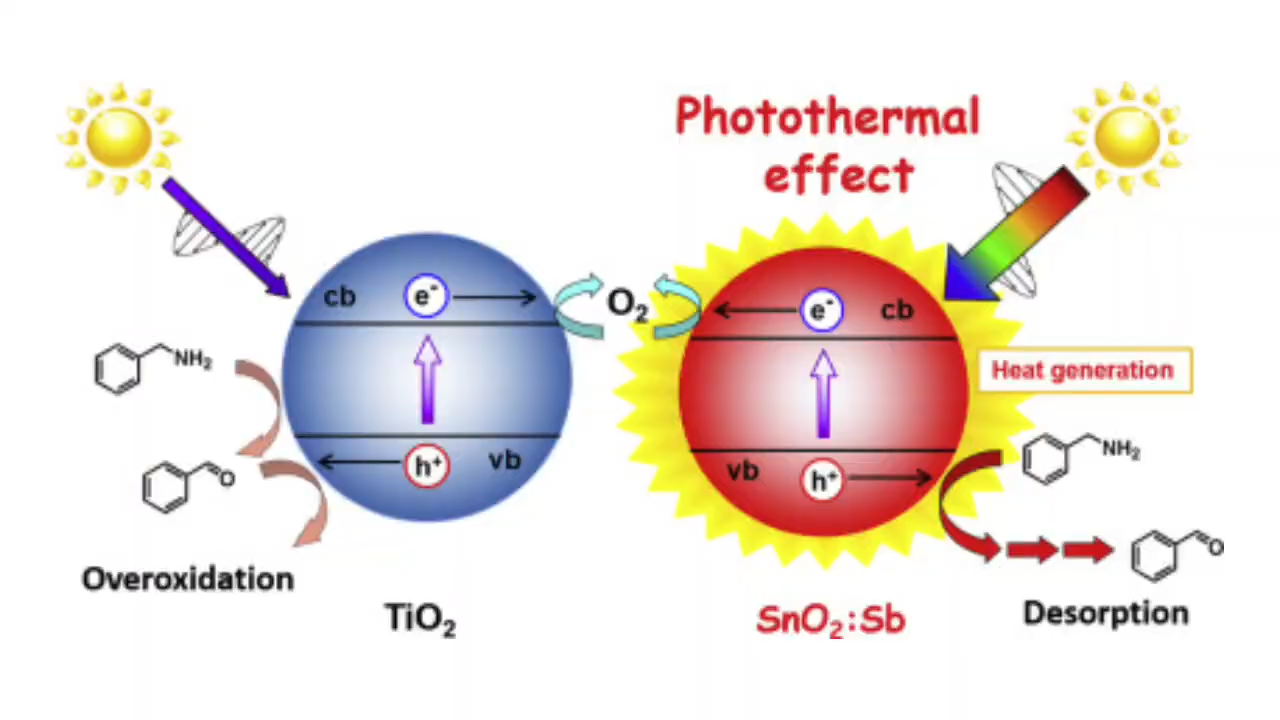 Photothermal
effect
cb
e⁻
O₂
e⁻
cb
NH₂
Heat generation
h⁺
vb
vb
h⁺
NH₂
O
O
Overoxidation
TiO₂
SnO₂:Sb
Desorption